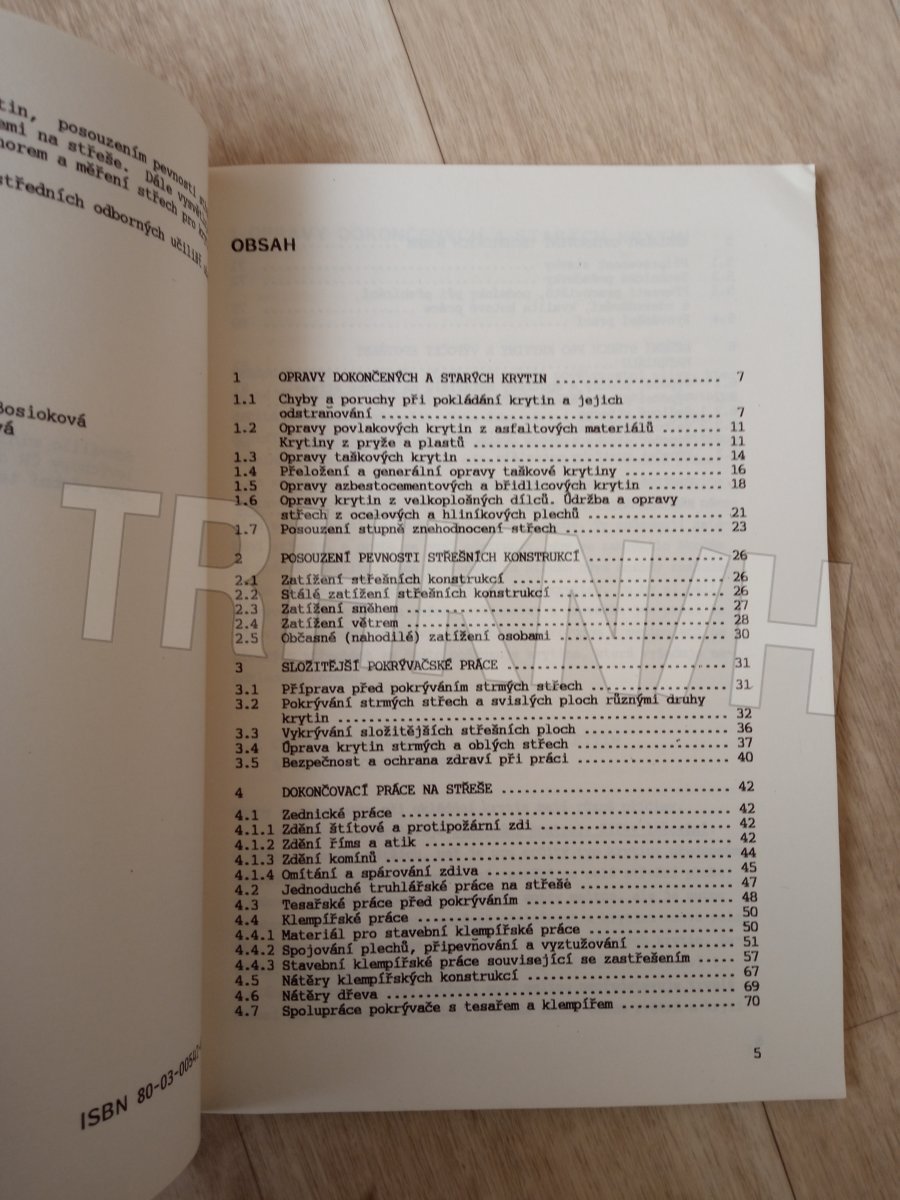 tin, posouzením pevnosti
emi na střeše. Dále
norem a měření střech pro
středních odborných učilišť
Bosioková
vá
ISBN 80-03-00542
OBSAH
1 OPRAVY DOKONČENÝCH A STARÝCH KRYTIN ..................... 7
1.1 Chyby a poruchy při pokládání krytin a jejich
odstraňování ........................................... 7
1.2 Opravy povlakových krytin z asfaltových materiálů ........ 11
Krytiny z pryže a plastů ............................... 11
1.3 Opravy taškových krytin ................................ 14
1.4 Přeložení a generální opravy taškové krytiny ............. 16
1.5 Opravy azbestocementových a břidlicových krytin .......... 18
1.6 Opravy krytin z velkoplošných dílců. Údržba a opravy
střech z ocelových a hliníkových plechů ................. 21
1.7 Posouzení stupně znehodnocení střech .................... 23
2 POSOUZENÍ PEVNOSTI STŘEŠNÍCH KONSTRUKCÍ ................. 26
2.1 Zatížení střešních konstrukcí ........................... 26
2.2 Stálé zatížení střešních konstrukcí ..................... 26
2.3 Zatížení sněhem ........................................ 27
2.4 Zatížení větrem ........................................ 28
2.5 Občasné (nahodilé) zatížení osobami ..................... 30
3 SLOŽITĚJŠÍ POKRÝVAČSKÉ PRÁCE ............................ 31
3.1 Příprava před pokrýváním strmých střech ................. 31
3.2 Pokrývání strmých střech a svislých ploch různými druhy
krytin ................................................. 32
3.3 Vykrývání složitějších střešních ploch .................. 36
3.4 Úprava krytin strmých a oblých střech ................... 37
3.5 Bezpečnost a ochrana zdraví při práci ................... 40
4 DOKONČOVACÍ PRÁCE NA STŘEŠE ............................. 42
4.1 Zednické práce ......................................... 42
4.1.1 Zdění štítové a protipožární zdi ........................ 42
4.1.2 Zdění říms a atik ...................................... 42
4.1.3 Zdění komínů ........................................... 44
4.1.4 Omítání a spárování zdiva ............................... 45
4.2 Jednoduché truhlářské práce na střeše ................... 47
4.3 Tesařské práce před pokrýváním .......................... 48
4.4 Klempířské práce ....................................... 50
4.4.1 Materiál pro stavební klempířské práce .................. 50
4.4.2 Spojování plechů, připevňování a vyztužování ............ 51
4.4.3 Stavební klempířské práce související se zastřešením ..... 57
4.5 Nátěry klempířských konstrukcí .......................... 67
4.6 Nátěry dřeva ........................................... 69
4.7 Spolupráce pokrývače s tesařem a klempířem .............. 70
5
TRHKNIH